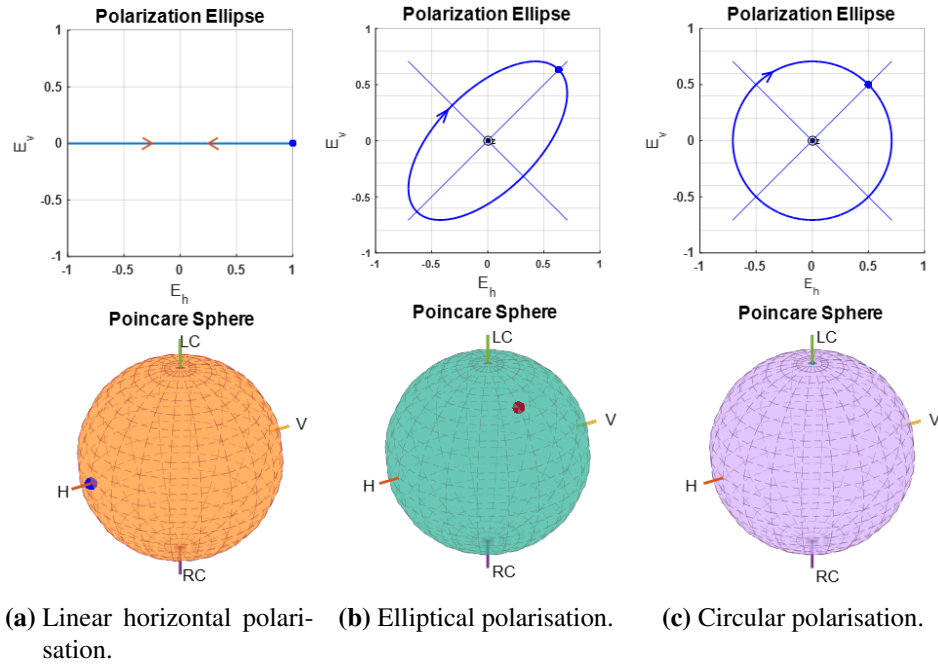 Polarization Ellipse
1
0.5
0
-0.5
-1
E_v
-1 -0.5 0 0.5 1
E_h
Polarization Ellipse
1
0.5
0
-0.5
-1
E_v
-1 -0.5 0 0.5 1
E_h
Polarization Ellipse
1
0.5
0
-0.5
-1
E_v
-1 -0.5 0 0.5 1
E_h
Poincare Sphere
LC
V
H
RC
Poincare Sphere
LC
V
H
RC
Poincare Sphere
LC
V
H
RC
(a) Linear horizontal polari-
sation.
(b) Elliptical polarisation.
(c) Circular polarisation.